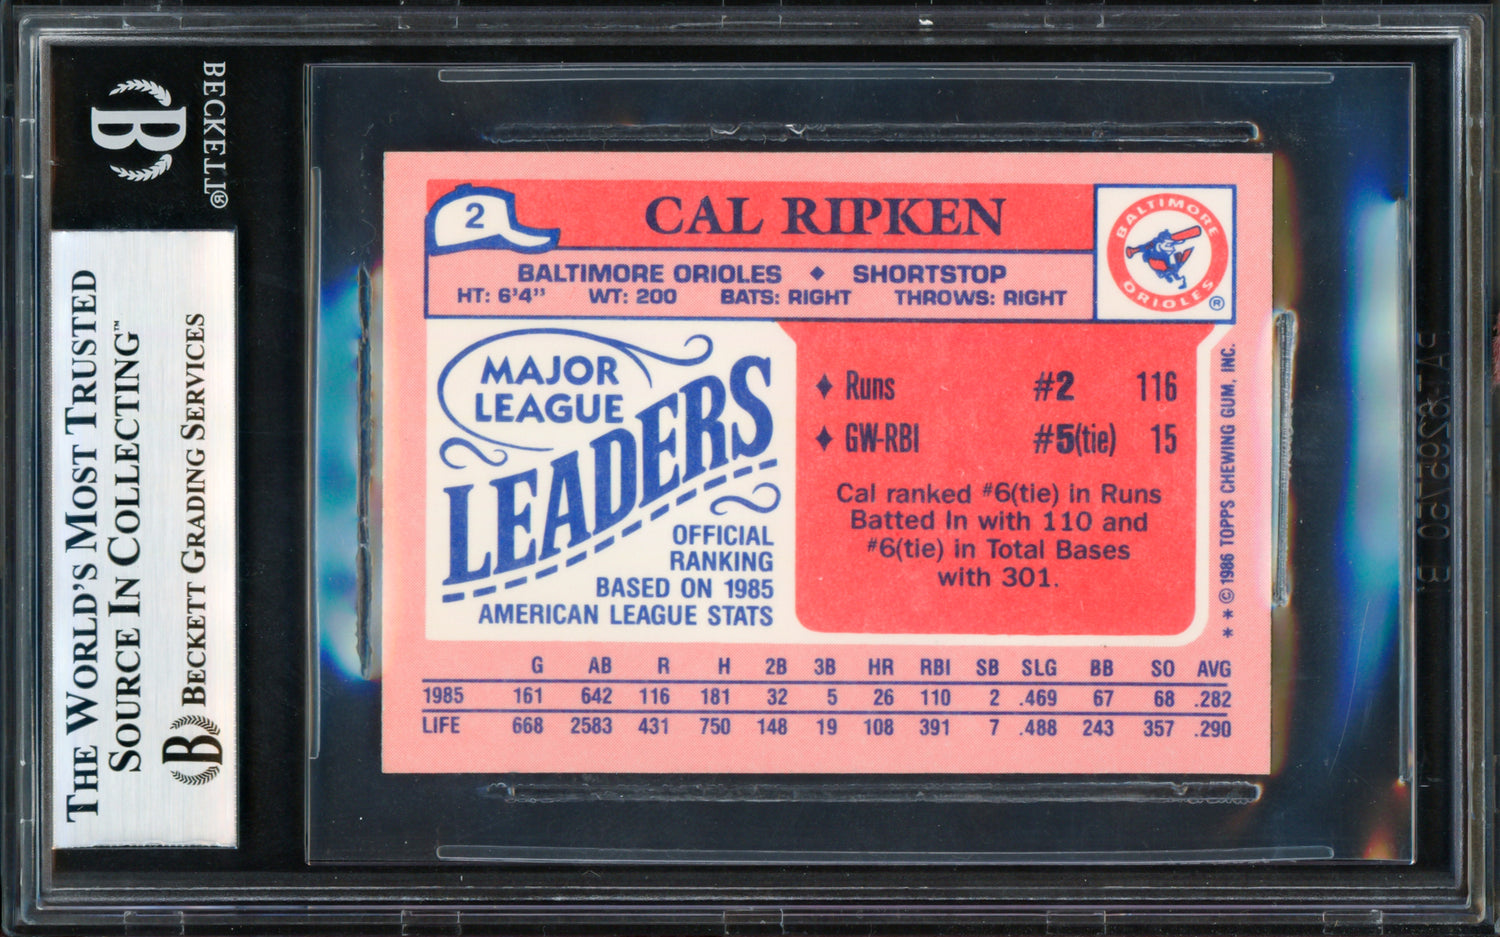 BECKETT®
B
THE WORLD'S MOST TRUSTED
SOURCE IN COLLECTING™
B BECKETT GRADING SERVICES
2
CAL RIPKEN
BALTIMORE ORIOLES ♦ SHORTSTOP
HT: 6'4" WT: 200 BATS: RIGHT THROWS: RIGHT
BALTIMORE
ORIOLES
®
MAJOR
LEAGUE
LEADERS
OFFICIAL
RANKING
BASED ON 1985
AMERICAN LEAGUE STATS
♦ Runs #2 116
♦ GW-RBI #5(tie) 15
Cal ranked #6(tie) in Runs
Batted In with 110 and
#6(tie) in Total Bases
with 301.
* * © 1986 TOPPS CHEWING GUM, INC.
G AB R H 2B 3B HR RBI SB SLG BB SO AVG
1985 161 642 116 181 32 5 26 110 2 .469 67 68 .282
LIFE 668 2583 431 750 148 19 108 391 7 .488 243 357 .290